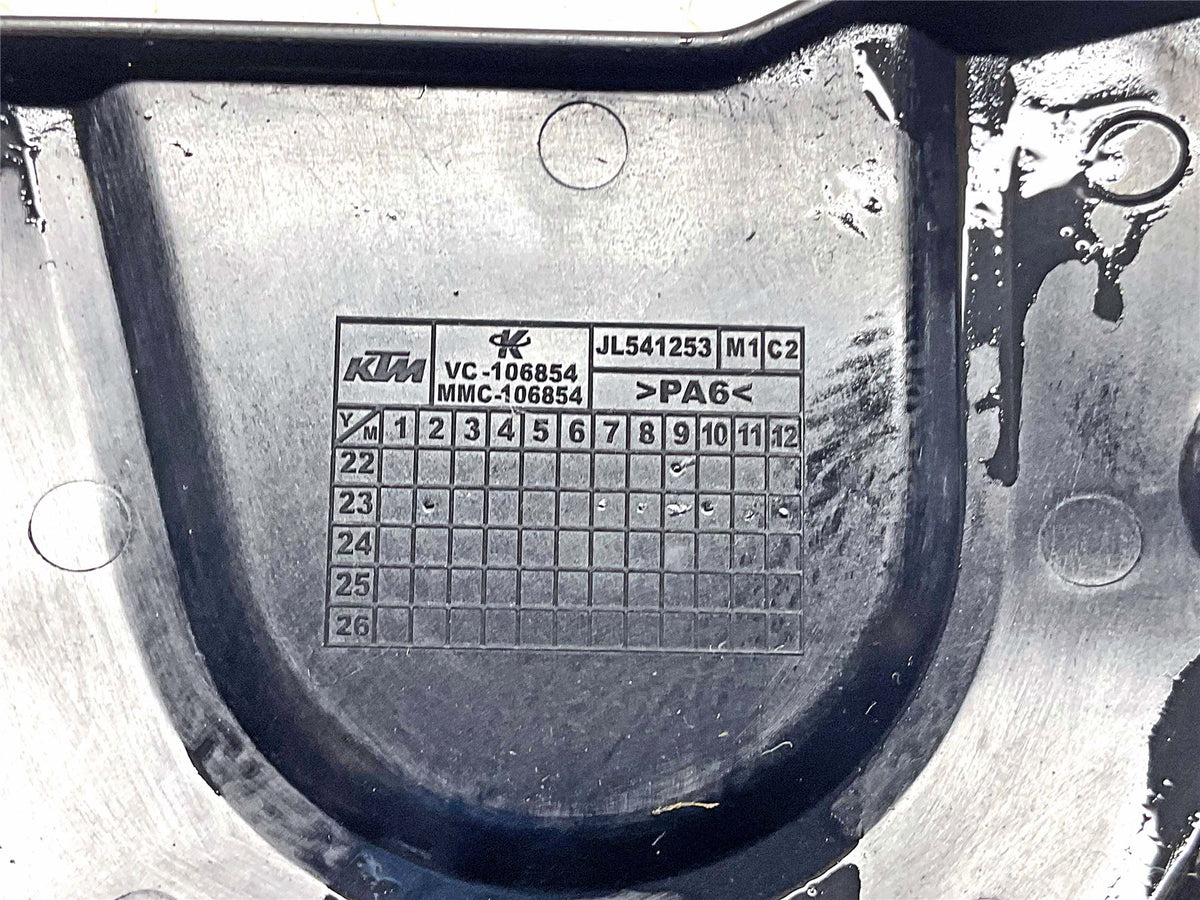 KTM
K
VC-106854
MMC-106854
JL541253 M1 C2
>PA6<
Y/M 1 2 3 4 5 6 7 8 9 10 11 12
22
23
24
25
26